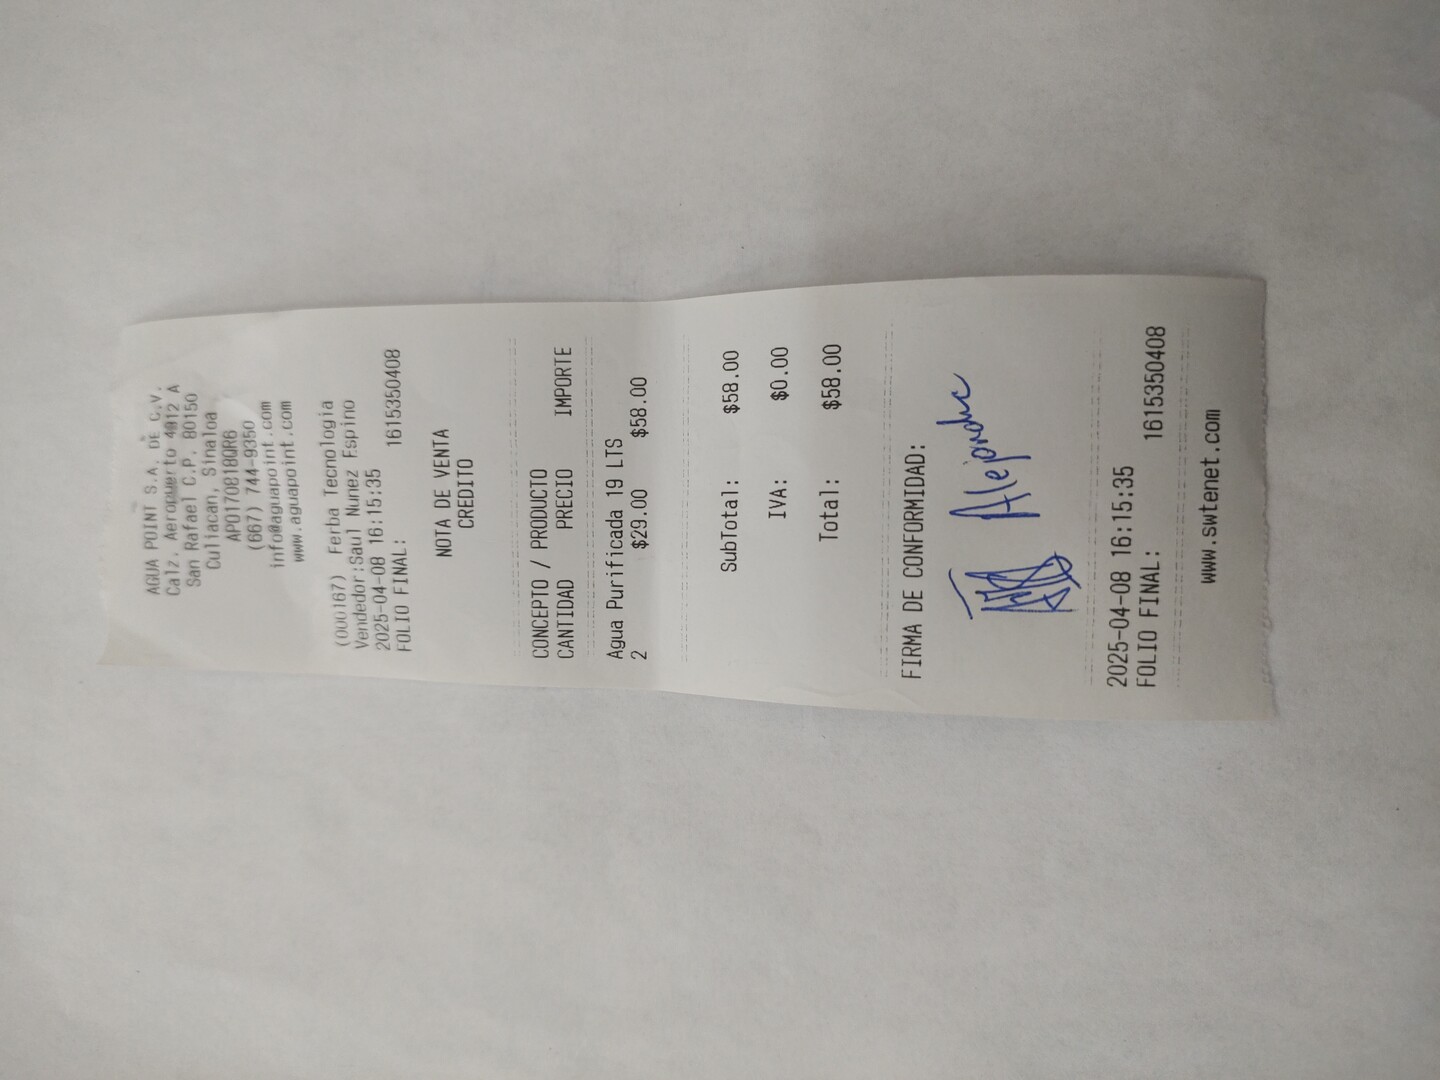 AGUA POINT S.A. DE C.V.
Calz. Aeropuerto 4912 A
San Rafael C.P. 80150
Culiacan, Sinaloa
APO170818QR6
(667) 744-9350
info@aguapoint.com
www.aguapoint.com
(000167) Ferba Tecnologia
Vendedor:Saul Nunez Espino
2025-04-08 16:15:35
FOLIO FINAL: 1615350408
NOTA DE VENTA
CREDITO
CONCEPTO / PRODUCTO
CANTIDAD PRECIO IMPORTE
Agua Purificada 19 LTS
2 $29.00 $58.00
SubTotal: $58.00
IVA: $0.00
Total: $58.00
FIRMA DE CONFORMIDAD:
Alejandra
2025-04-08 16:15:35
FOLIO FINAL: 1615350408
www.swtenet.com